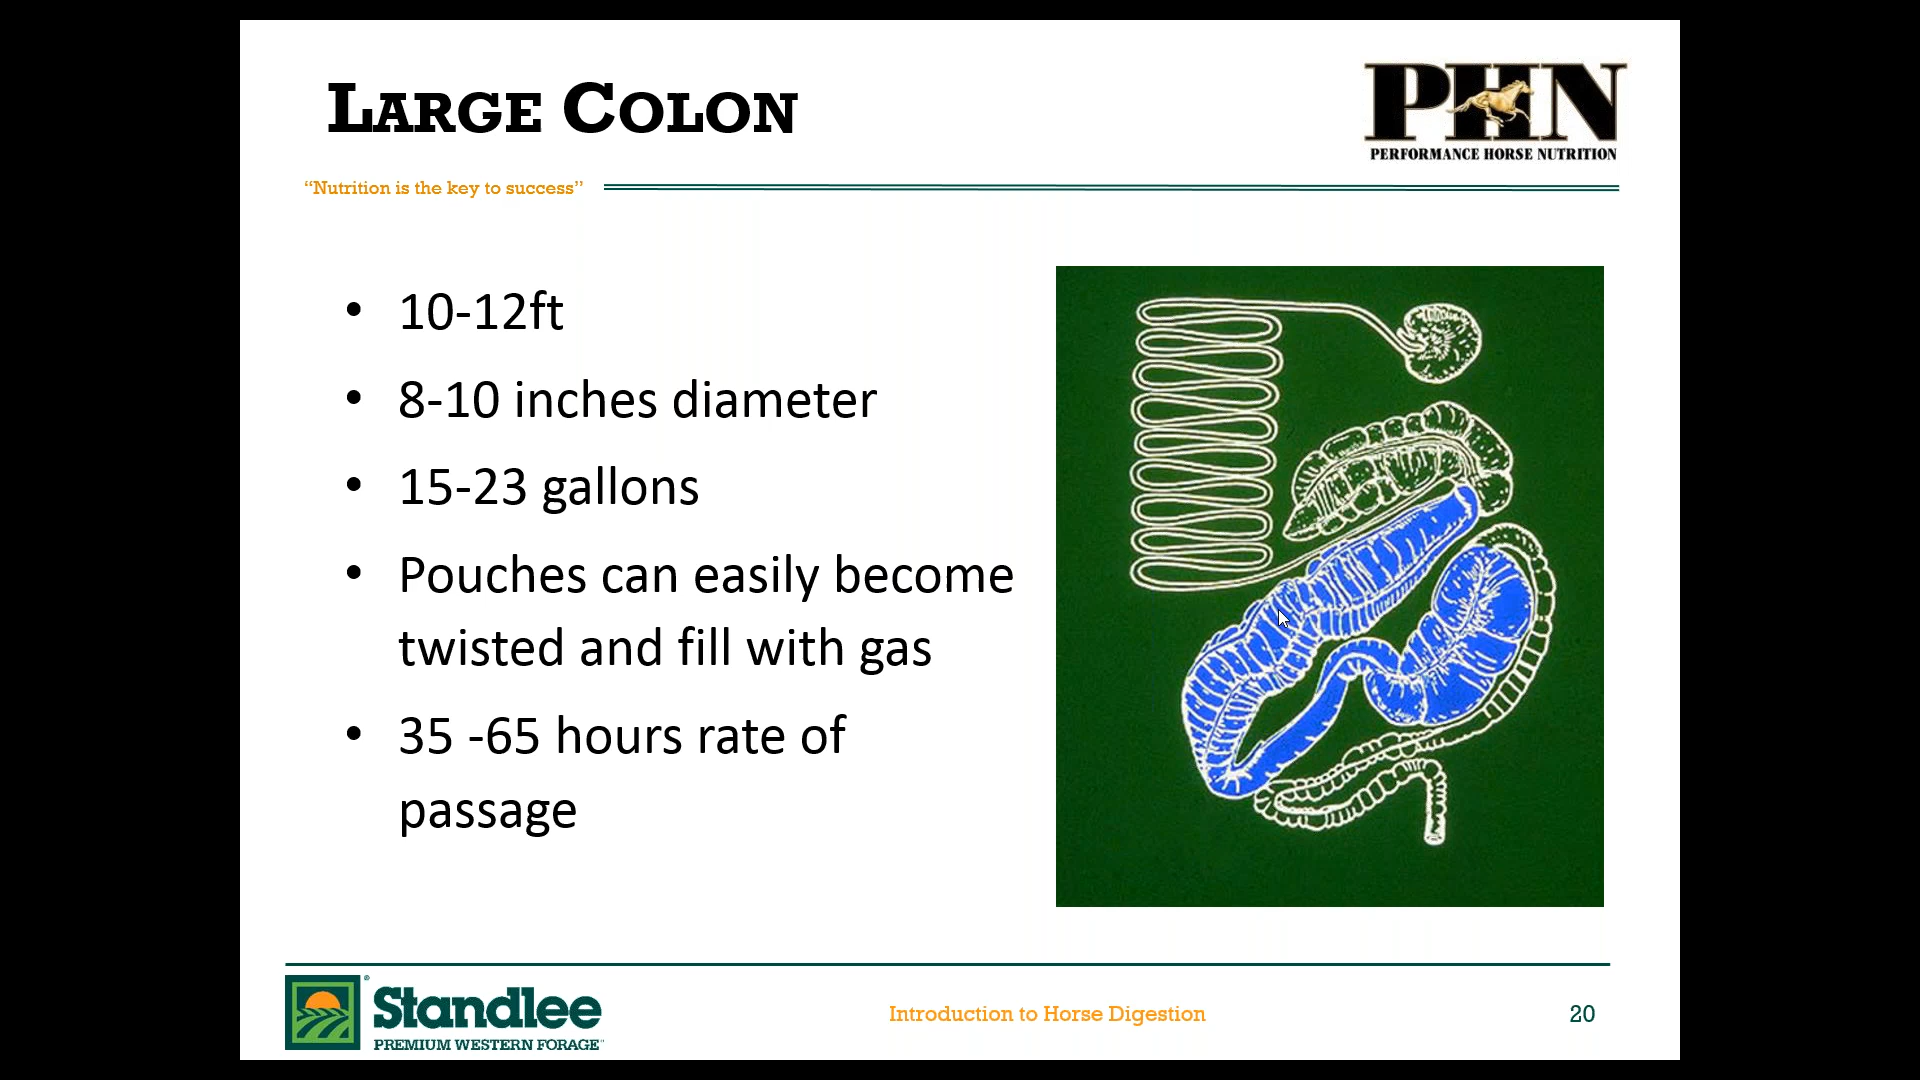 LARGE COLON
PHN
PERFORMANCE HORSE NUTRITION
“Nutrition is the key to success”
• 10-12ft
• 8-10 inches diameter
• 15-23 gallons
• Pouches can easily become
twisted and fill with gas
• 35 -65 hours rate of
passage
Standlee
PREMIUM WESTERN FORAGE™
Introduction to Horse Digestion
20